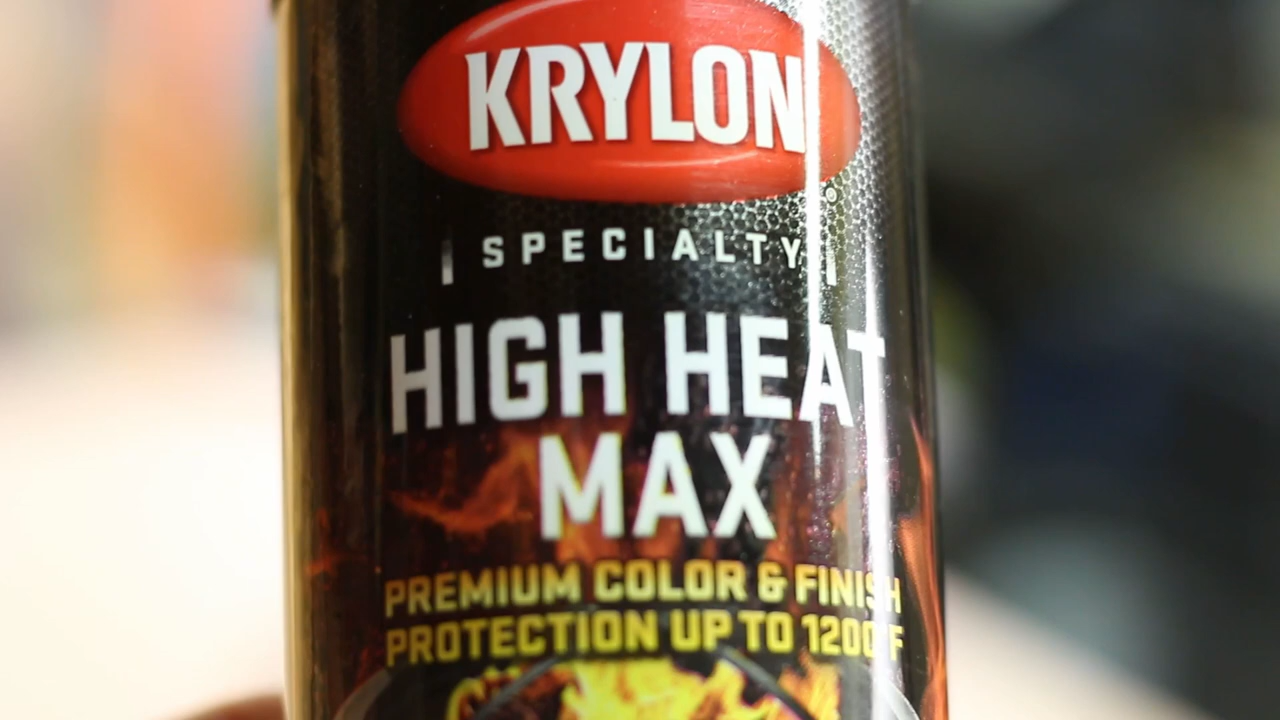 KRYLON
®
SPECIALTY
HIGH HEAT
MAX
PREMIUM COLOR & FINISH
PROTECTION UP TO 1200°F